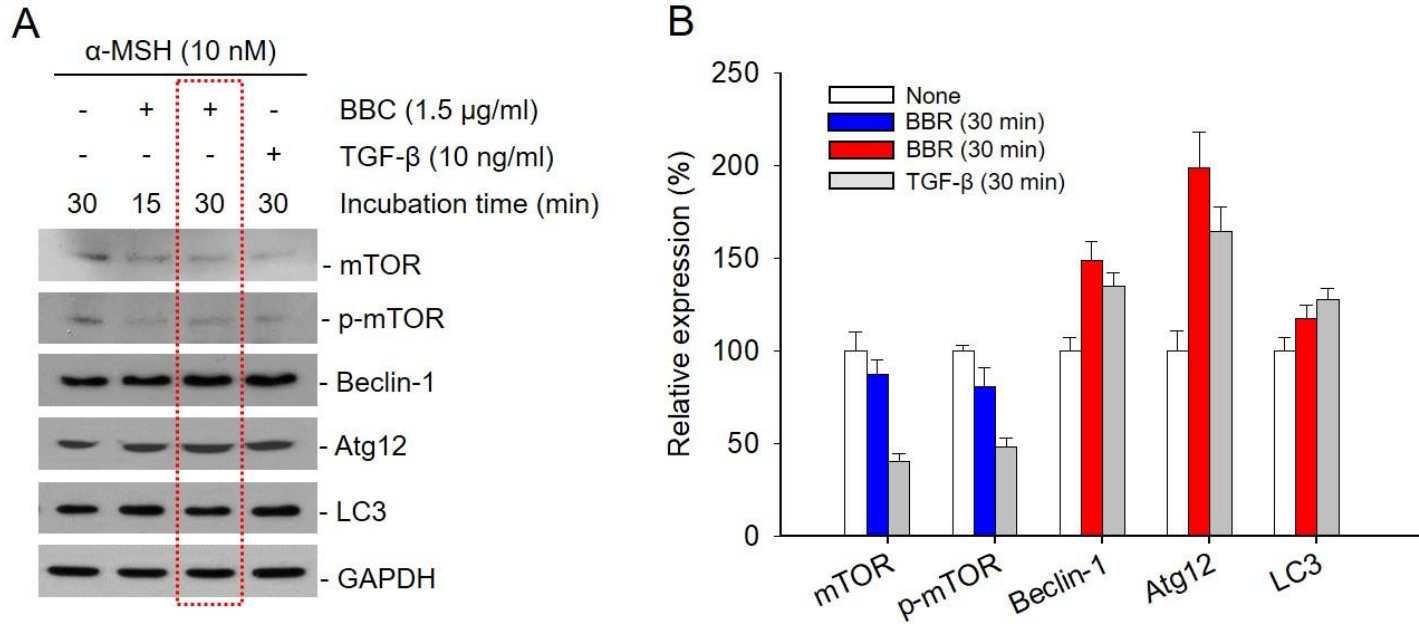 A
α-MSH (10 nM)
- + + - BBC (1.5 μg/ml)
- - - + TGF-β (10 ng/ml)
30 15 30 30 Incubation time (min)
- mTOR
- p-mTOR
- Beclin-1
- Atg12
- LC3
- GAPDH
B
Relative expression (%)
250
200
150
100
50
0
None
BBR (30 min)
BBR (30 min)
TGF-β (30 min)
mTOR
p-mTOR
Beclin-1
Atg12
LC3